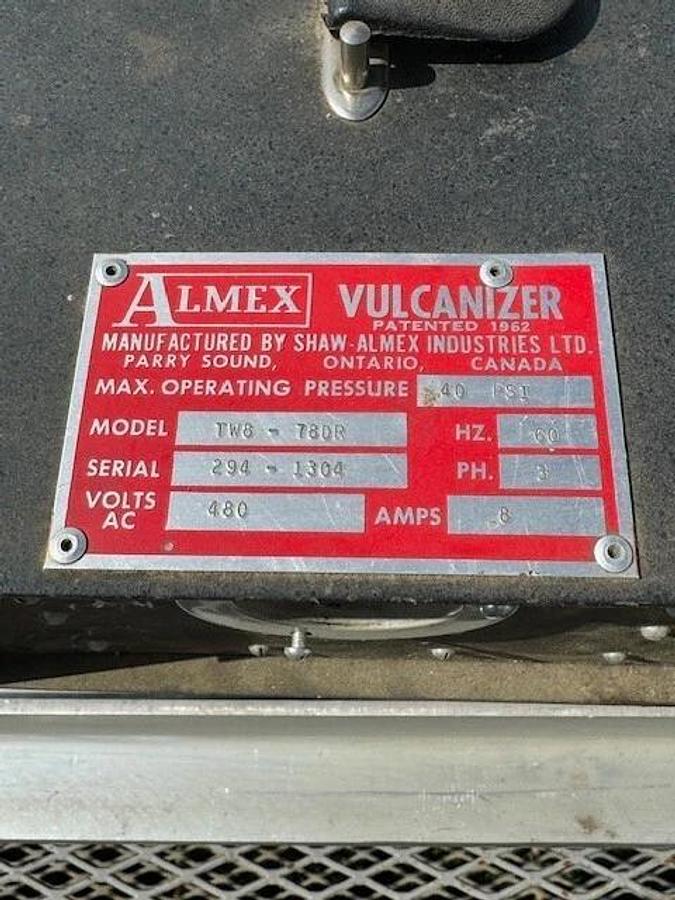 ALMEX VULCANIZER
PATENTED 1962
MANUFACTURED BY SHAW-ALMEX INDUSTRIES LTD.
PARRY SOUND, ONTARIO, CANADA
MAX. OPERATING PRESSURE 40 PSI
MODEL TW8 - 78DR HZ. 60
SERIAL 294 - 1304 PH. 3
VOLTS AC 480 AMPS 8